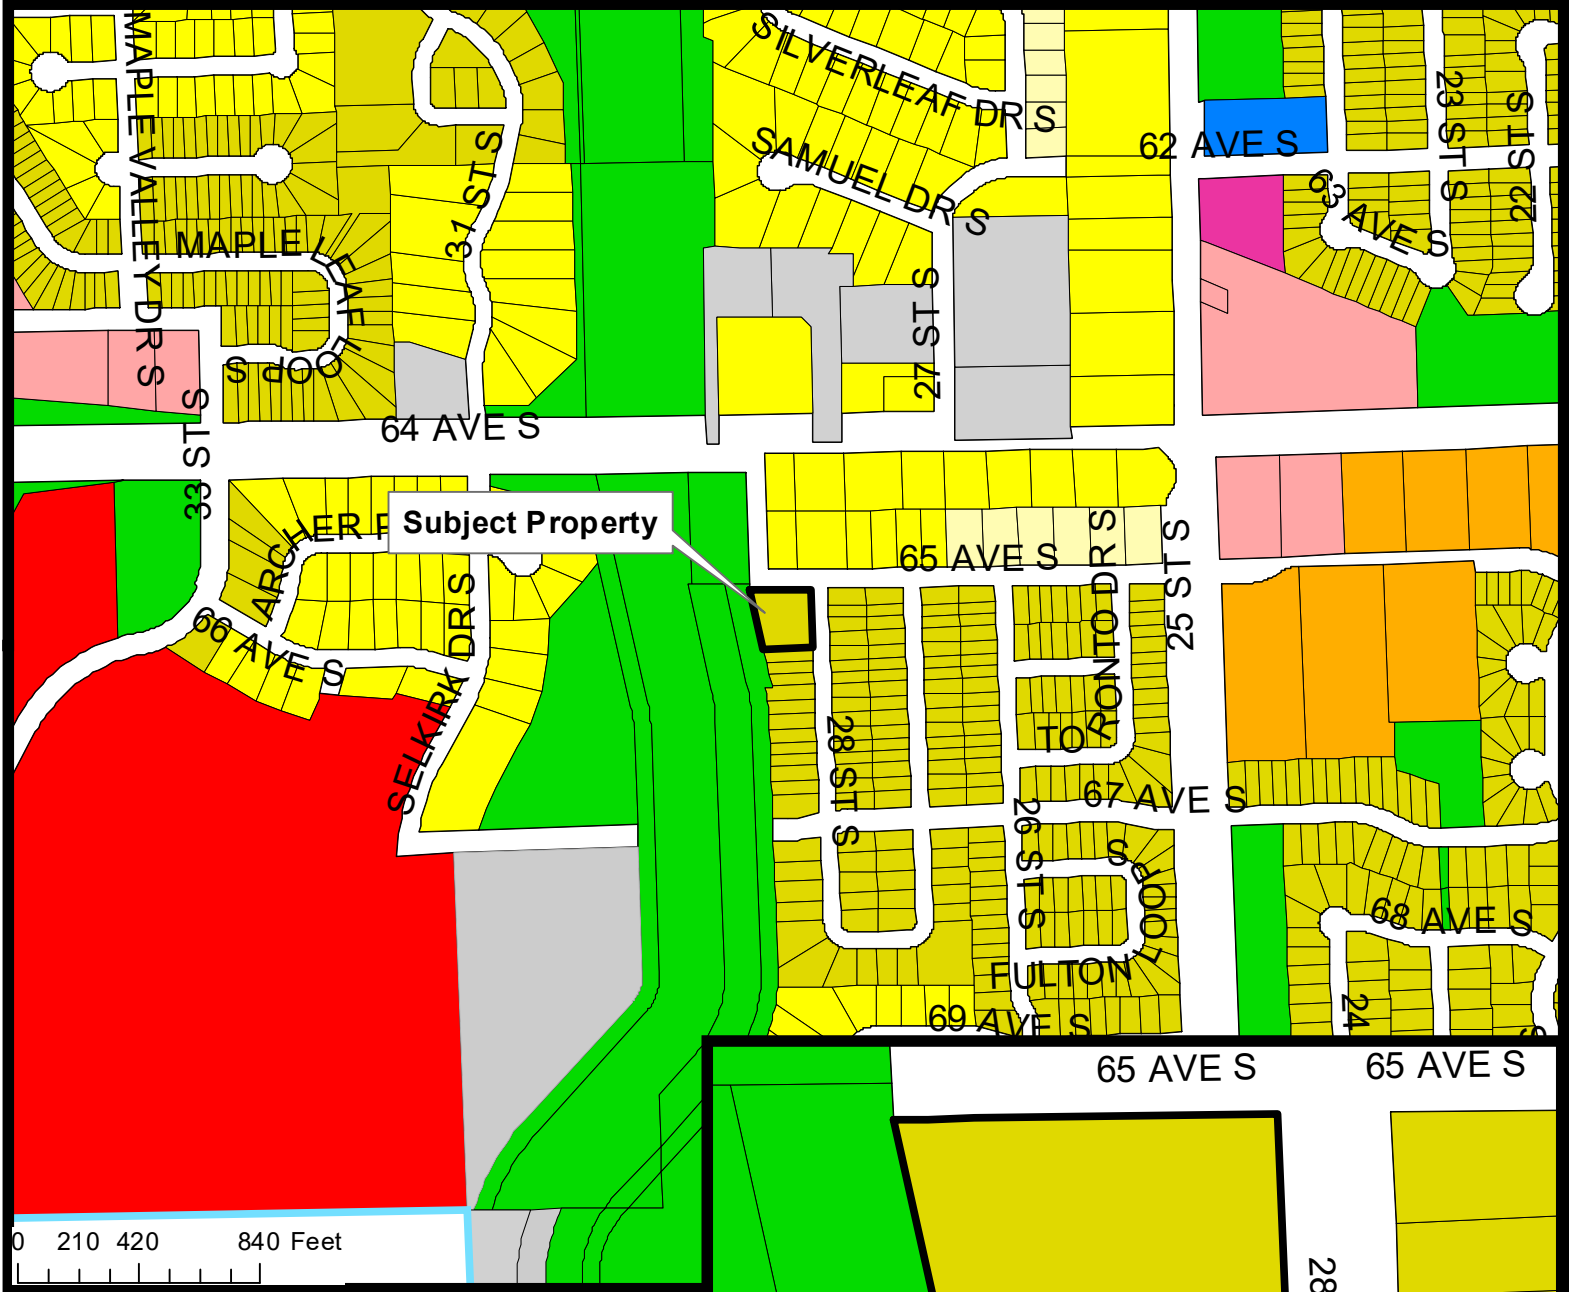 MAPLE VALLEY DR S
SILVERLEAF DR S
23 ST S
22 ST S
62 AVE S
31 ST S
SAMUEL DR S
63 AVE S
MAPLE LEAF LOOP S
27 ST S
33 ST S
64 AVE S
ARCHER P
Subject Property
65 AVE S
TORONTO DR S
25 ST S
66 AVE S
SELKIRK DR S
28 ST S
67 AVE S
26 ST S
FULTON LOOP S
68 AVE S
69 AVE S
24
S
65 AVE S
65 AVE S
28
0 210 420 840 Feet